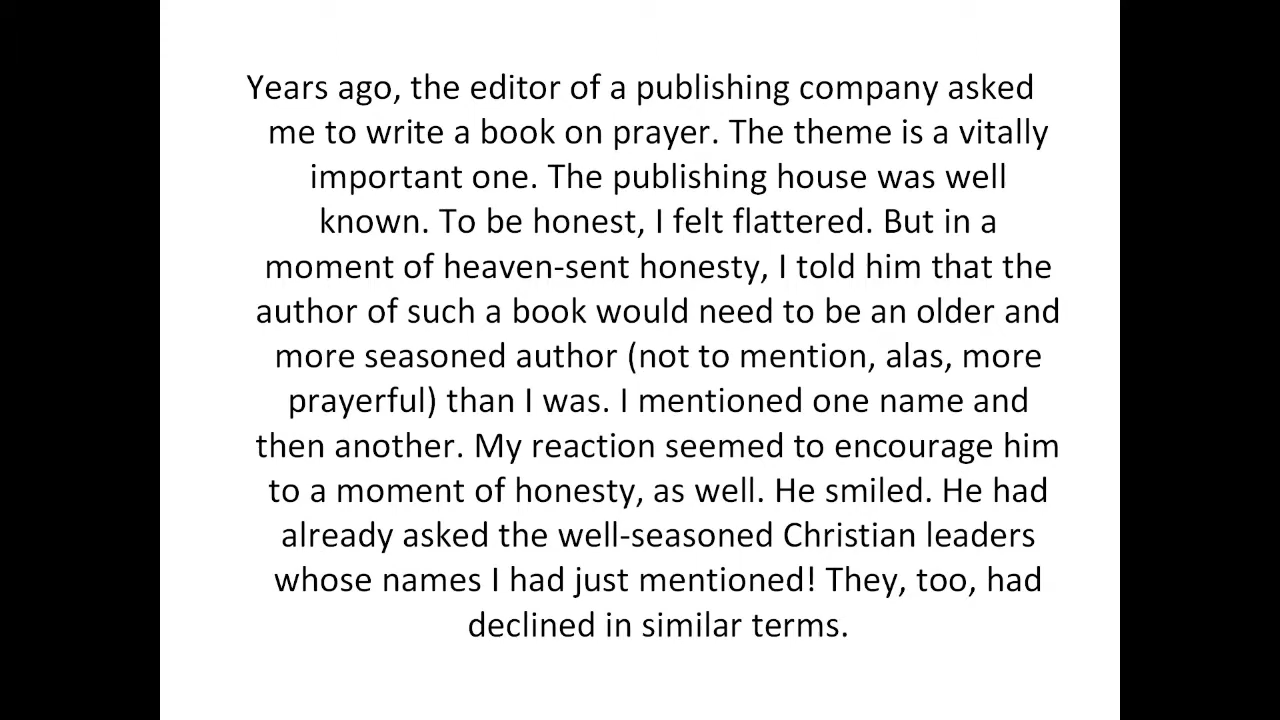 Years ago, the editor of a publishing company asked
me to write a book on prayer. The theme is a vitally
important one. The publishing house was well
known. To be honest, I felt flattered. But in a
moment of heaven-sent honesty, I told him that the
author of such a book would need to be an older and
more seasoned author (not to mention, alas, more
prayerful) than I was. I mentioned one name and
then another. My reaction seemed to encourage him
to a moment of honesty, as well. He smiled. He had
already asked the well-seasoned Christian leaders
whose names I had just mentioned! They, too, had
declined in similar terms.